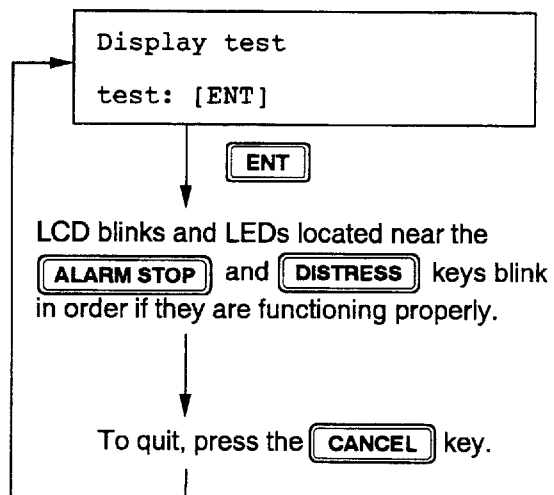 Display test
test: [ENT]
ENT
LCD blinks and LEDs located near the
ALARM STOP and DISTRESS keys blink
in order if they are functioning properly.
To quit, press the CANCEL key.